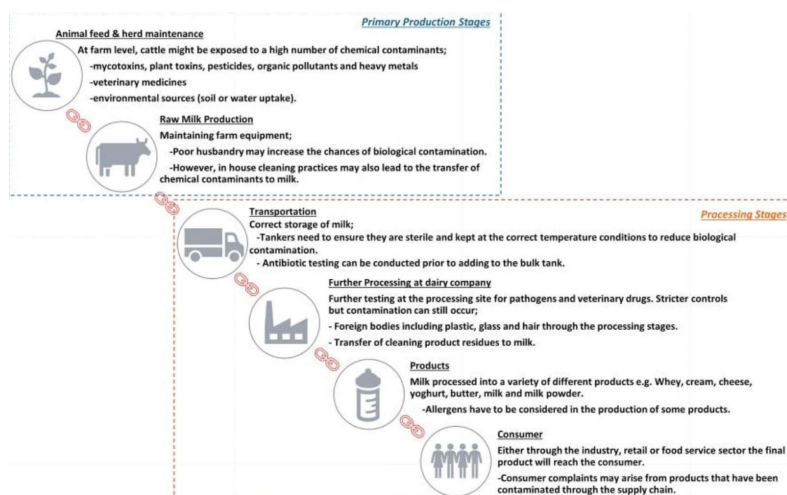 Primary Production Stages
Animal feed & herd maintenance
At farm level, cattle might be exposed to a high number of chemical contaminants;
-mycotoxins, plant toxins, pesticides, organic pollutants and heavy metals
-veterinary medicines
-environmental sources (soil or water uptake).
Raw Milk Production
Maintaining farm equipment;
-Poor husbandry may increase the chances of biological contamination.
-However, in house cleaning practices may also lead to the transfer of
chemical contaminants to milk.
Processing Stages
Transportation
Correct storage of milk;
-Tankers need to ensure they are sterile and kept at the correct temperature conditions to reduce biological
contamination.
- Antibiotic testing can be conducted prior to adding to the bulk tank.
Further Processing at dairy company
Further testing at the processing site for pathogens and veterinary drugs. Stricter controls
but contamination can still occur;
- Foreign bodies including plastic, glass and hair through the processing stages.
- Transfer of cleaning product residues to milk.
Products
Milk processed into a variety of different products e.g. Whey, cream, cheese,
yoghurt, butter, milk and milk powder.
-Allergens have to be considered in the production of some products.
Consumer
Either through the industry, retail or food service sector the final
product will reach the consumer.
-Consumer complaints may arise from products that have been
contaminated through the supply chain.